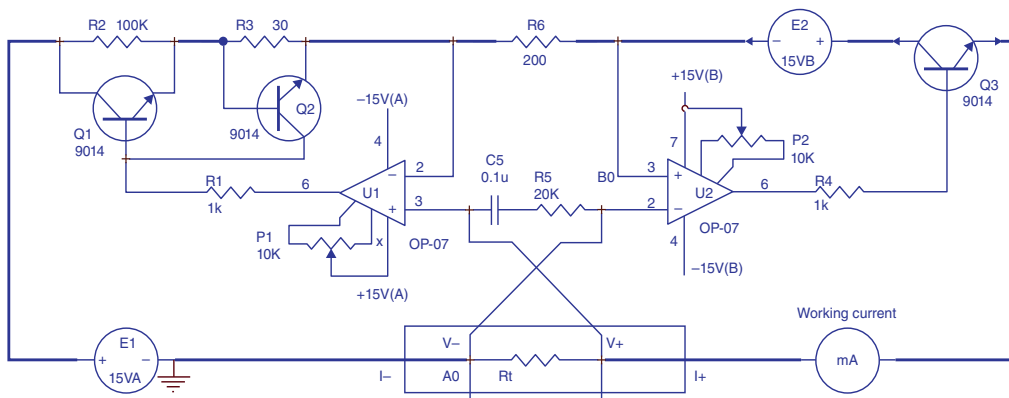 R2 100K
R3 30
R6
200
E2
− +
15VB
Q3
9014
Q1
9014
Q2
9014
−15V(A)
4
2
+15V(B)
7
P2
10K
R1
1k
6
U1
−
+
3
C5
0.1u
R5
20K
B0
3
+
−
2
U2
6
R4
1k
P1
10K
x
OP-07
OP-07
4
+15V(A)
−15V(B)
Working current
E1
+ −
15VA
V−
V+
I−
A0
Rt
I+
mA